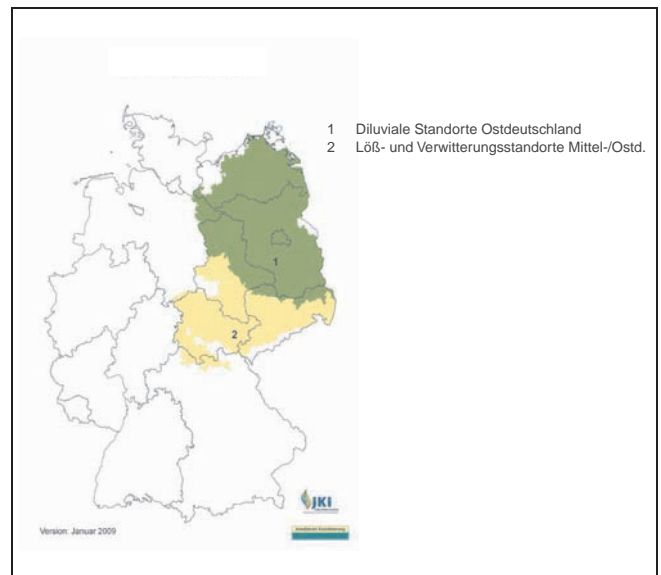 1 Diluviale Standorte Ostdeutschland
2 Löß- und Verwitterungsstandorte Mittel-/Ostd.
1
2
JKI
Version: Januar 2009